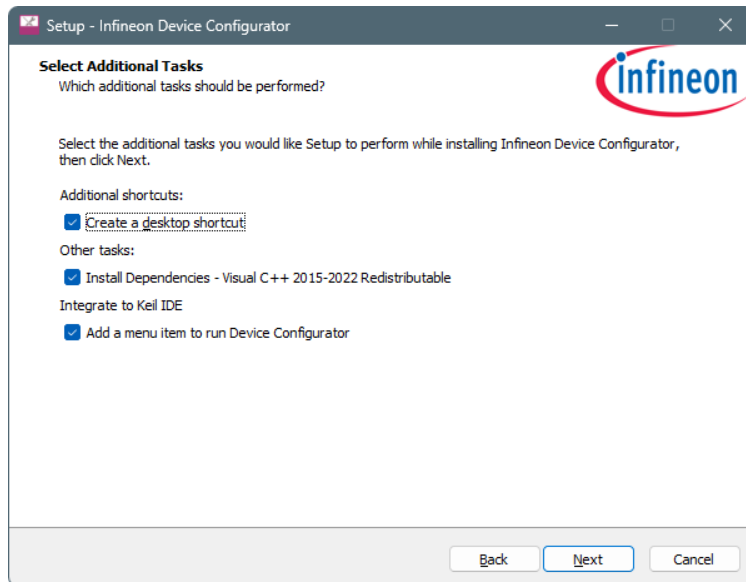 Setup - Infineon Device Configurator
Select Additional Tasks
Which additional tasks should be performed?
infineon
Select the additional tasks you would like Setup to perform while installing Infineon Device Configurator,
then click Next.
Additional shortcuts:
Create a desktop shortcut
Other tasks:
Install Dependencies - Visual C++ 2015-2022 Redistributable
Integrate to Keil IDE
Add a menu item to run Device Configurator
Back
Next
Cancel